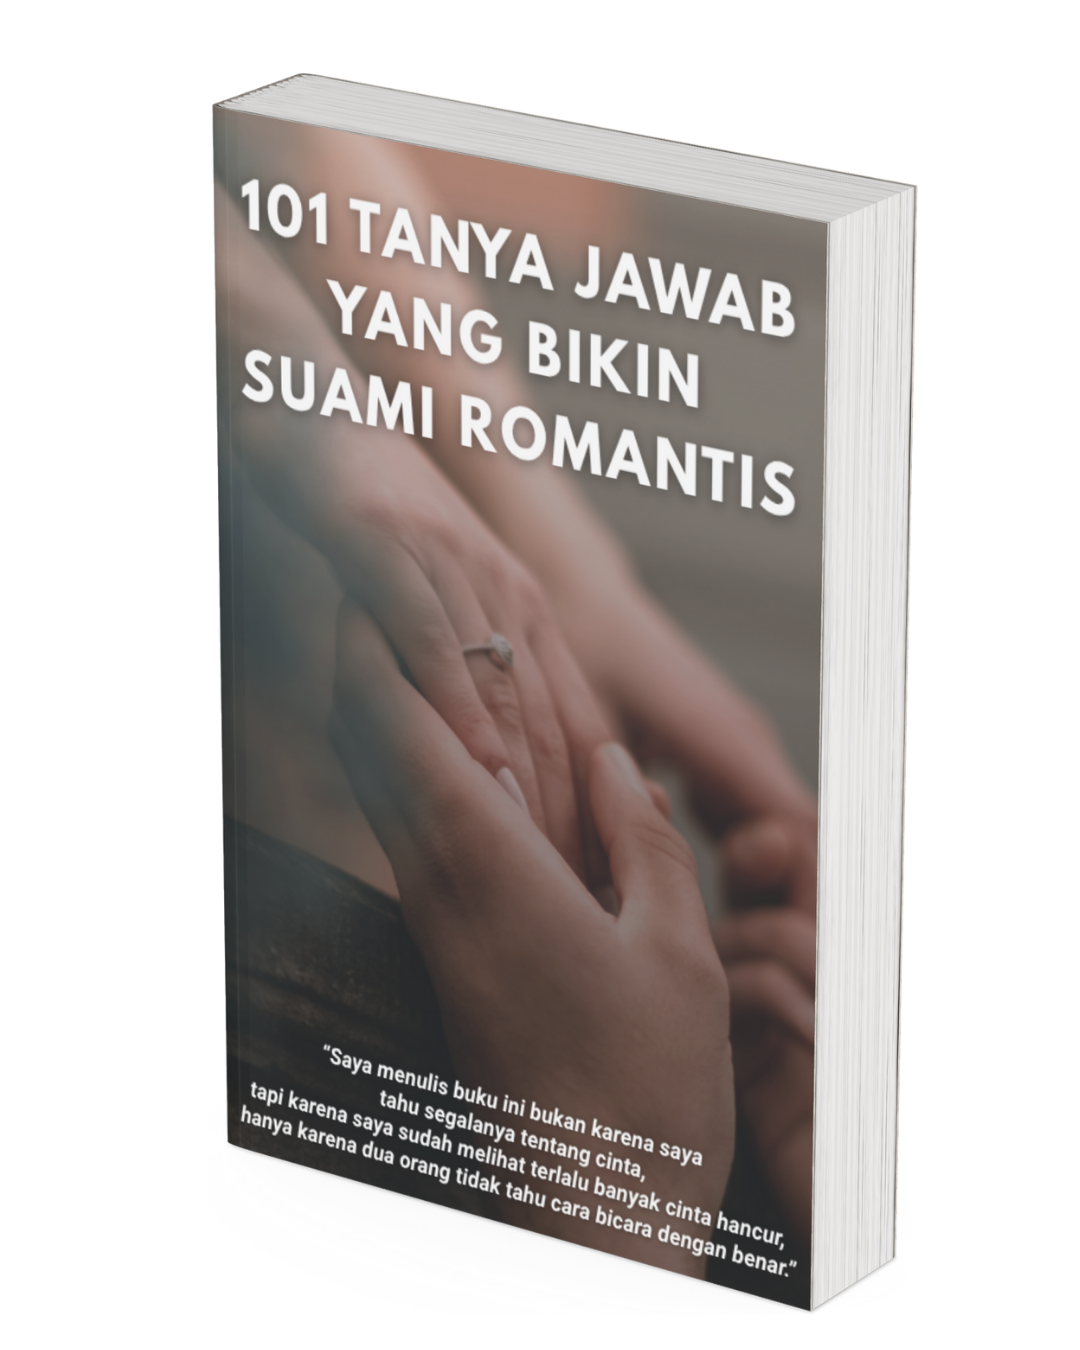 101 TANYA JAWAB
YANG BIKIN
SUAMI ROMANTIS
“Saya menulis buku ini bukan karena saya
tahu segalanya tentang cinta,
tapi karena saya sudah melihat terlalu banyak cinta hancur,
hanya karena dua orang tidak tahu cara bicara dengan benar.”